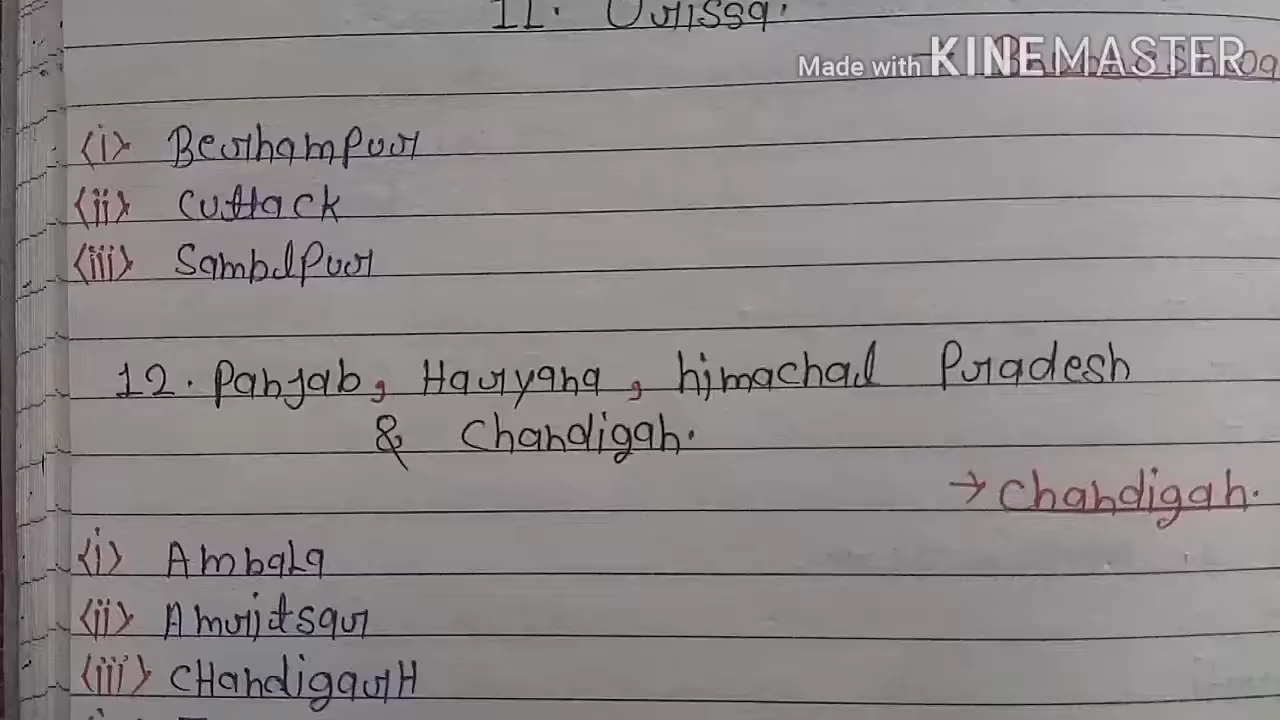 11. Orissa.
Made with KINEMASTER
(i) Berhampur
(ii) Cuttack
(iii) Sambalpur
12. Panjab, Haryana, himachal Pradesh
& Chandigah.
→ Chandigah.
(i) Ambala
(ii) Amritsar
(iii) CHandigarH